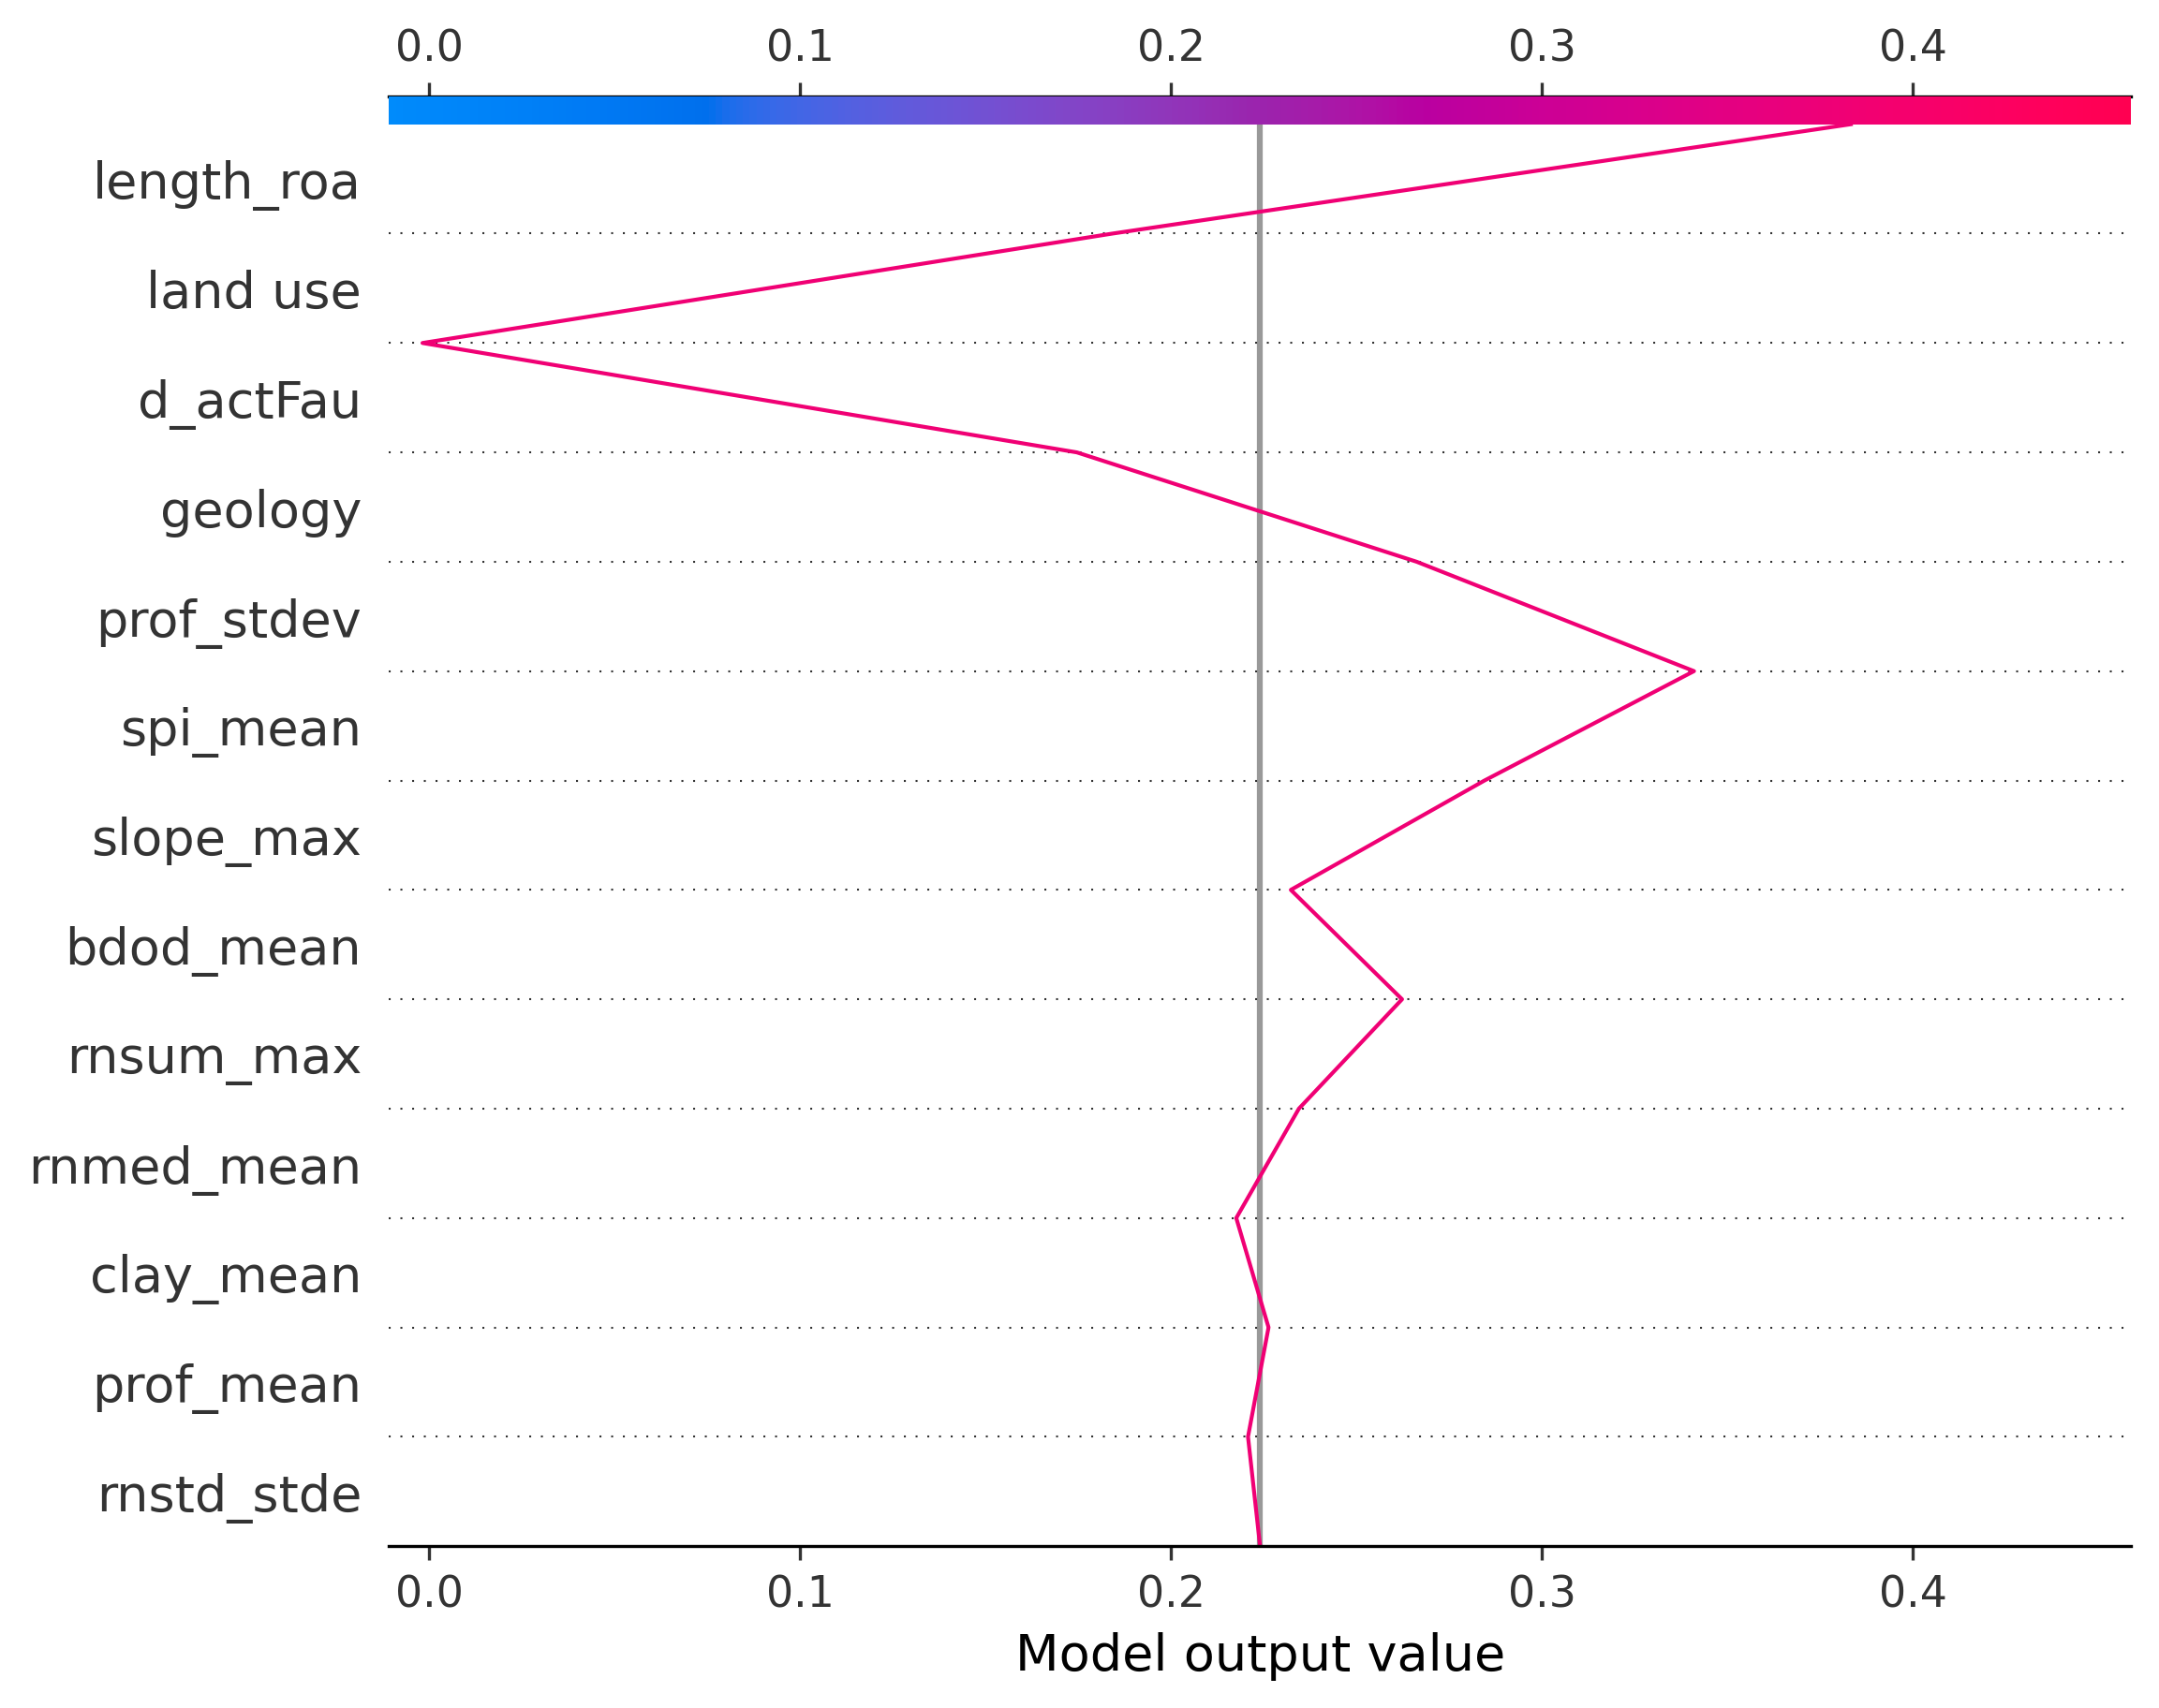 0.0 0.1 0.2 0.3 0.4
length_roa
land use
d_actFau
geology
prof_stdev
spi_mean
slope_max
bdod_mean
rnsum_max
rnmed_mean
clay_mean
prof_mean
rnstd_stde
0.0 0.1 0.2 0.3 0.4
Model output value